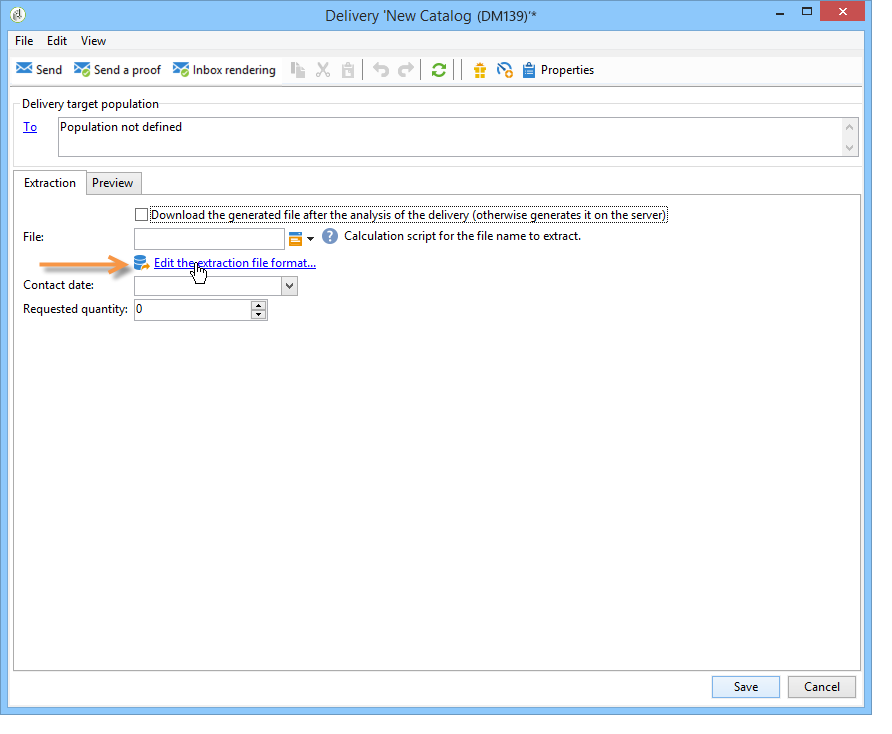 Delivery 'New Catalog (DM139)'*
File Edit View
Send Send a proof Inbox rendering Properties
Delivery target population
To Population not defined
Extraction Preview
Download the generated file after the analysis of the delivery (otherwise generates it on the server)
File: Calculation script for the file name to extract.
Edit the extraction file format...
Contact date:
Requested quantity: 0
Save Cancel